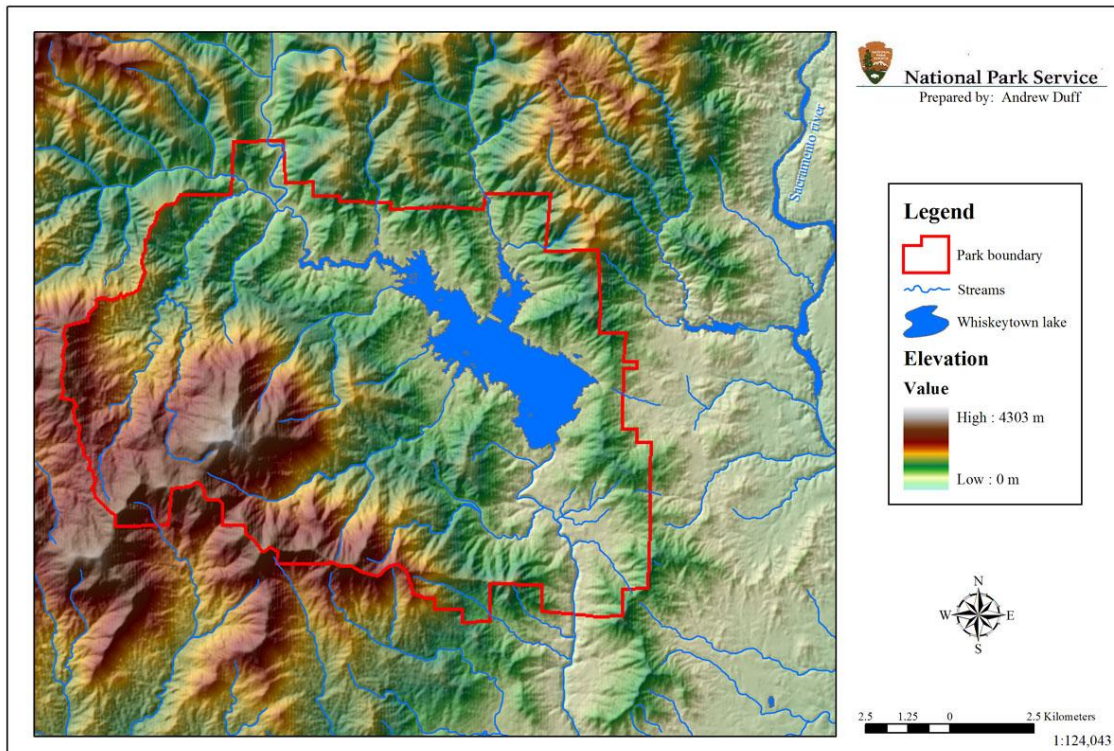 National Park Service
Prepared by: Andrew Duff
Sacramento river
Legend
Park boundary
Streams
Whiskeytown lake
Elevation
Value
High : 4303 m
Low : 0 m
N
W E
S
2.5 1.25 0 2.5 Kilometers
1:124,043